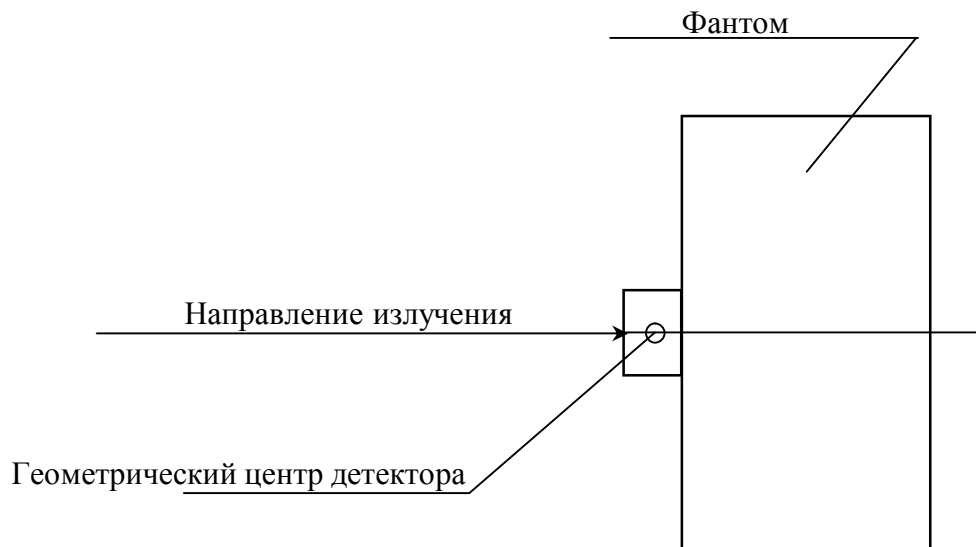 Фантом
Направление излучения
Геометрический центр детектора